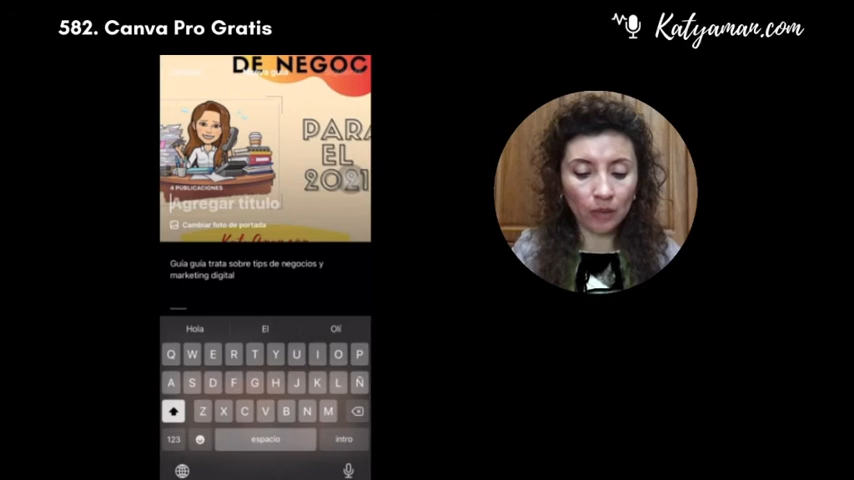 582. Canva Pro Gratis
Katyaman.com
DE NEGOC
PARA
EL
2021
4 PUBLICACIONES
Agregar título
Cambiar foto de portada
Guía guía trata sobre tips de negocios y
marketing digital
Hola El Olí
Q W E R T Y U I O P
A S D F G H J K L Ñ
Z X C V B N M
123 espacio intro